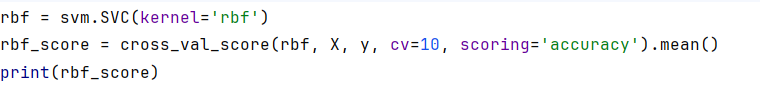 rbf = svm.SVC(kernel='rbf')
rbf_score = cross_val_score(rbf, X, y, cv=10, scoring='accuracy').mean()
print(rbf_score)